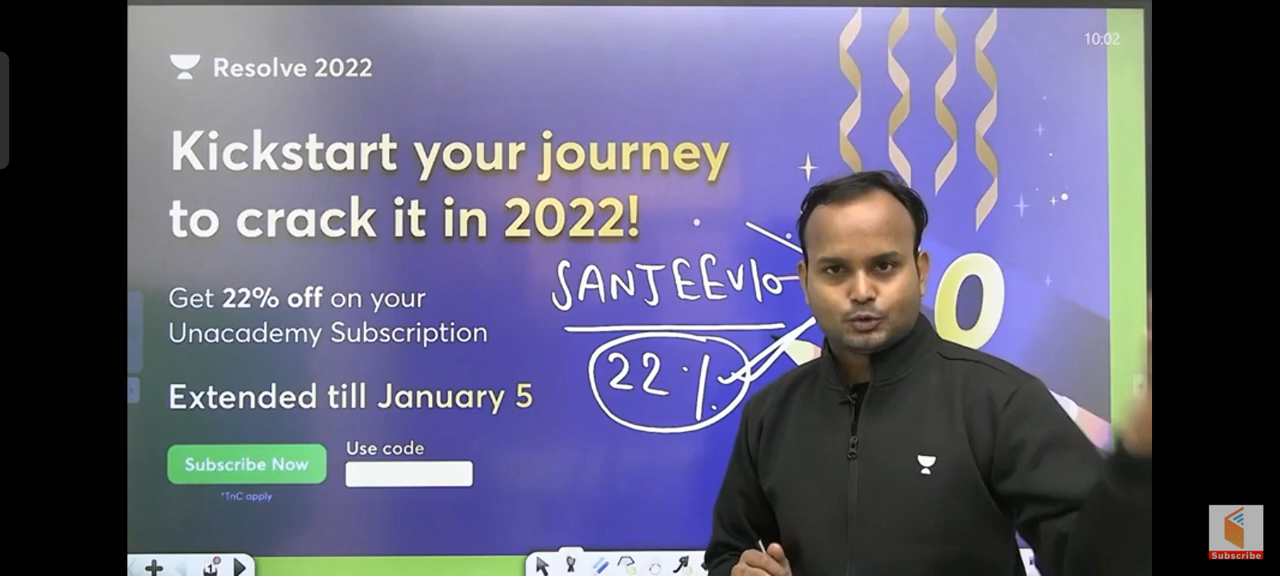 10:02
Resolve 2022
Kickstart your journey
to crack it in 2022!
SANJEEV10
Get 22% off on your
Unacademy Subscription
22%
Extended till January 5
Use code
Subscribe Now
*TnC apply
Subscribe